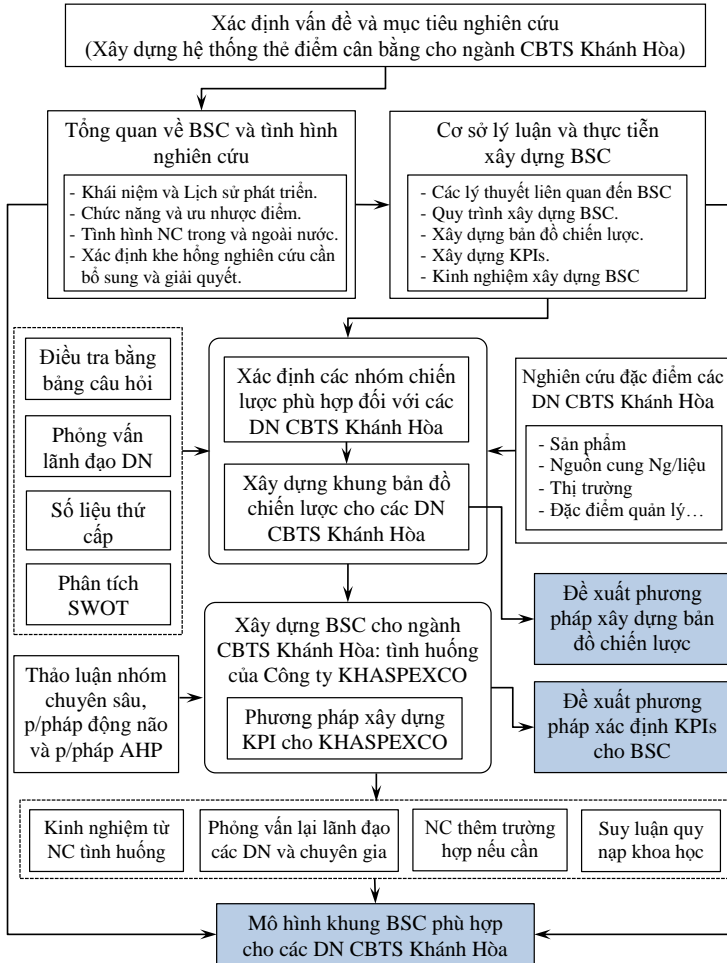 Xác định vấn đề và mục tiêu nghiên cứu
(Xây dựng hệ thống thẻ điểm cân bằng cho ngành CBTS Khánh Hòa)
Tổng quan về BSC và tình hình
nghiên cứu
- Khái niệm và Lịch sử phát triển.
- Chức năng và ưu nhược điểm.
- Tình hình NC trong và ngoài nước.
- Xác định khe hổng nghiên cứu cần
bổ sung và giải quyết.
Cơ sở lý luận và thực tiễn
xây dựng BSC
- Các lý thuyết liên quan đến BSC
- Quy trình xây dựng BSC.
- Xây dựng bản đồ chiến lược.
- Xây dựng KPIs.
- Kinh nghiệm xây dựng BSC
Điều tra bằng
bảng câu hỏi
Phỏng vấn
lãnh đạo DN
Số liệu thứ
cấp
Phân tích
SWOT
Xác định các nhóm chiến
lược phù hợp đối với các
DN CBTS Khánh Hòa
Xây dựng khung bản đồ
chiến lược cho các DN
CBTS Khánh Hòa
Nghiên cứu đặc điểm các
DN CBTS Khánh Hòa
- Sản phẩm
- Nguồn cung Ng/liệu
- Thị trường
- Đặc điểm quản lý…
Đề xuất phương
pháp xây dựng bản
đồ chiến lược
Thảo luận nhóm
chuyên sâu,
p/pháp động não
và p/pháp AHP
Xây dựng BSC cho ngành
CBTS Khánh Hòa: tình huống
của Công ty KHASPEXCO
Phương pháp xây dựng
KPI cho KHASPEXCO
Đề xuất phương
pháp xác định KPIs
cho BSC
Kinh nghiệm từ
NC tình huống
Phỏng vấn lại lãnh đạo
các DN và chuyên gia
NC thêm trường
hợp nếu cần
Suy luận quy
nạp khoa học
Mô hình khung BSC phù hợp
cho các DN CBTS Khánh Hòa